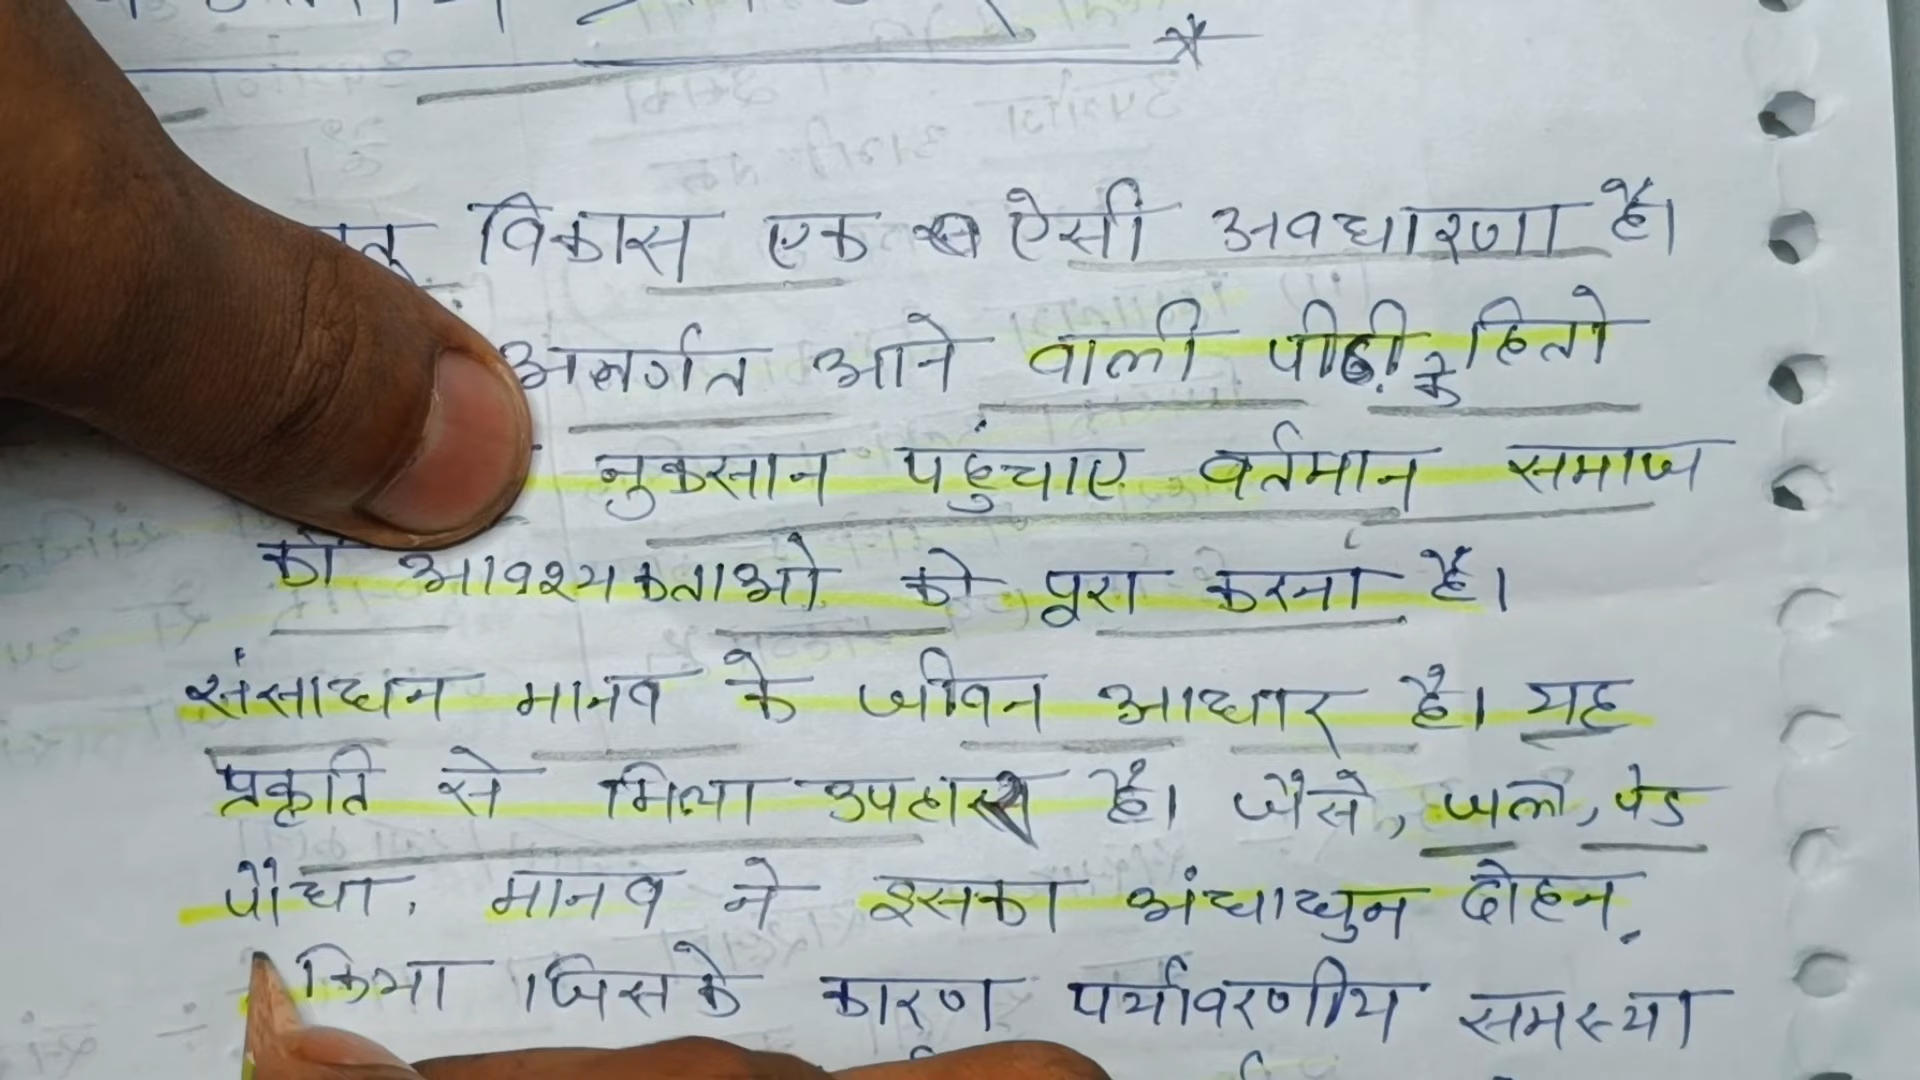 विकास एक ऐसी अवधारणा है।
अन्तर्गत आने वाली पीढी के हितो
नुकसान पहुंचाए वर्तमान समाज
की आवश्यकताओ को पूरा करना है।
संसाधन मानव के जीवन आधार है। यह
प्रकृति से मिला उपहार है। जैसे, जल, पेड
पौधा, मानव ने इसका अंधाधुन दोहन
किया जिसके कारण पर्यावरणीय समस्या